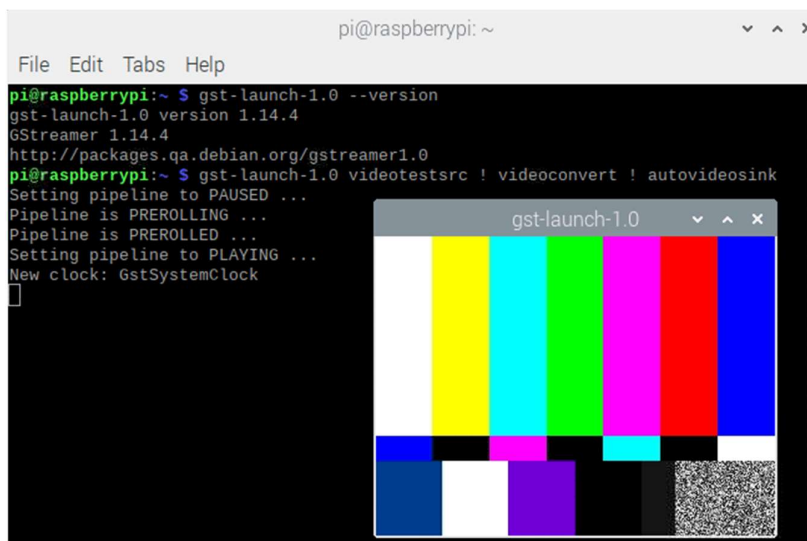 pi@raspberrypi: ~
File Edit Tabs Help
pi@raspberrypi:~ $ gst-launch-1.0 --version
gst-launch-1.0 version 1.14.4
GStreamer 1.14.4
http://packages.qa.debian.org/gstreamer1.0
pi@raspberrypi:~ $ gst-launch-1.0 videotestsrc ! videoconvert ! autovideosink
Setting pipeline to PAUSED ...
Pipeline is PREROLLING ...
Pipeline is PREROLLED ...
Setting pipeline to PLAYING ...
New clock: GstSystemClock
gst-launch-1.0